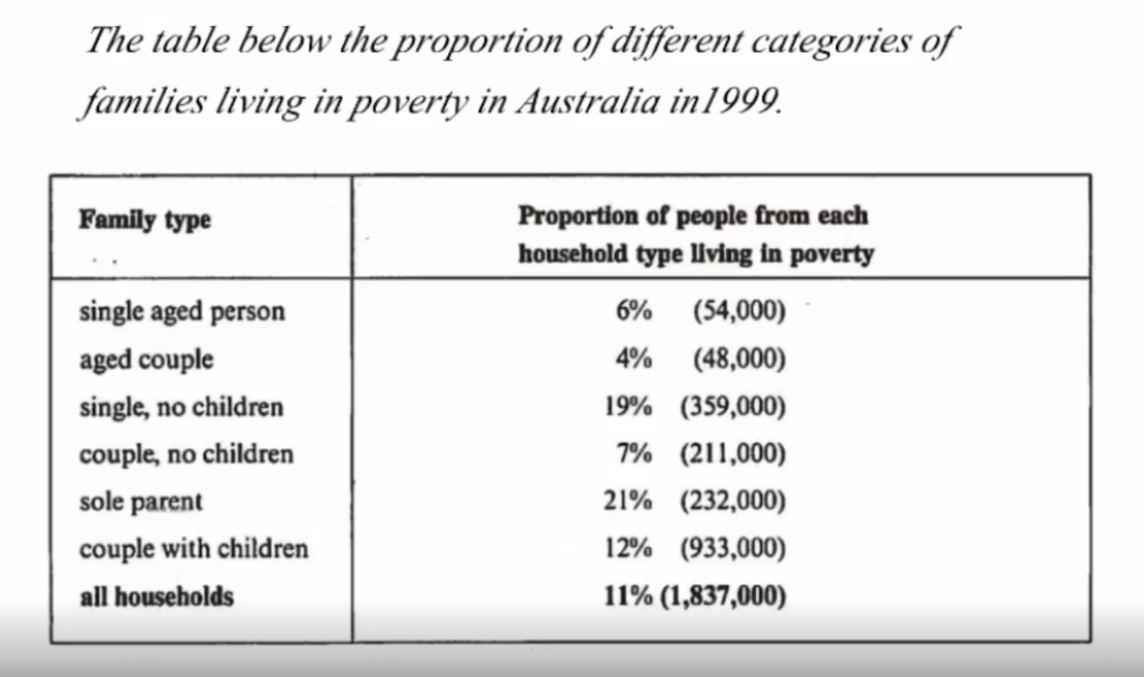 The table below the proportion of different categories of
families living in poverty in Australia in1999.
Family type
Proportion of people from each
household type living in poverty
single aged person 6% (54,000)
aged couple 4% (48,000)
single, no children 19% (359,000)
couple, no children 7% (211,000)
sole parent 21% (232,000)
couple with children 12% (933,000)
all households 11% (1,837,000)